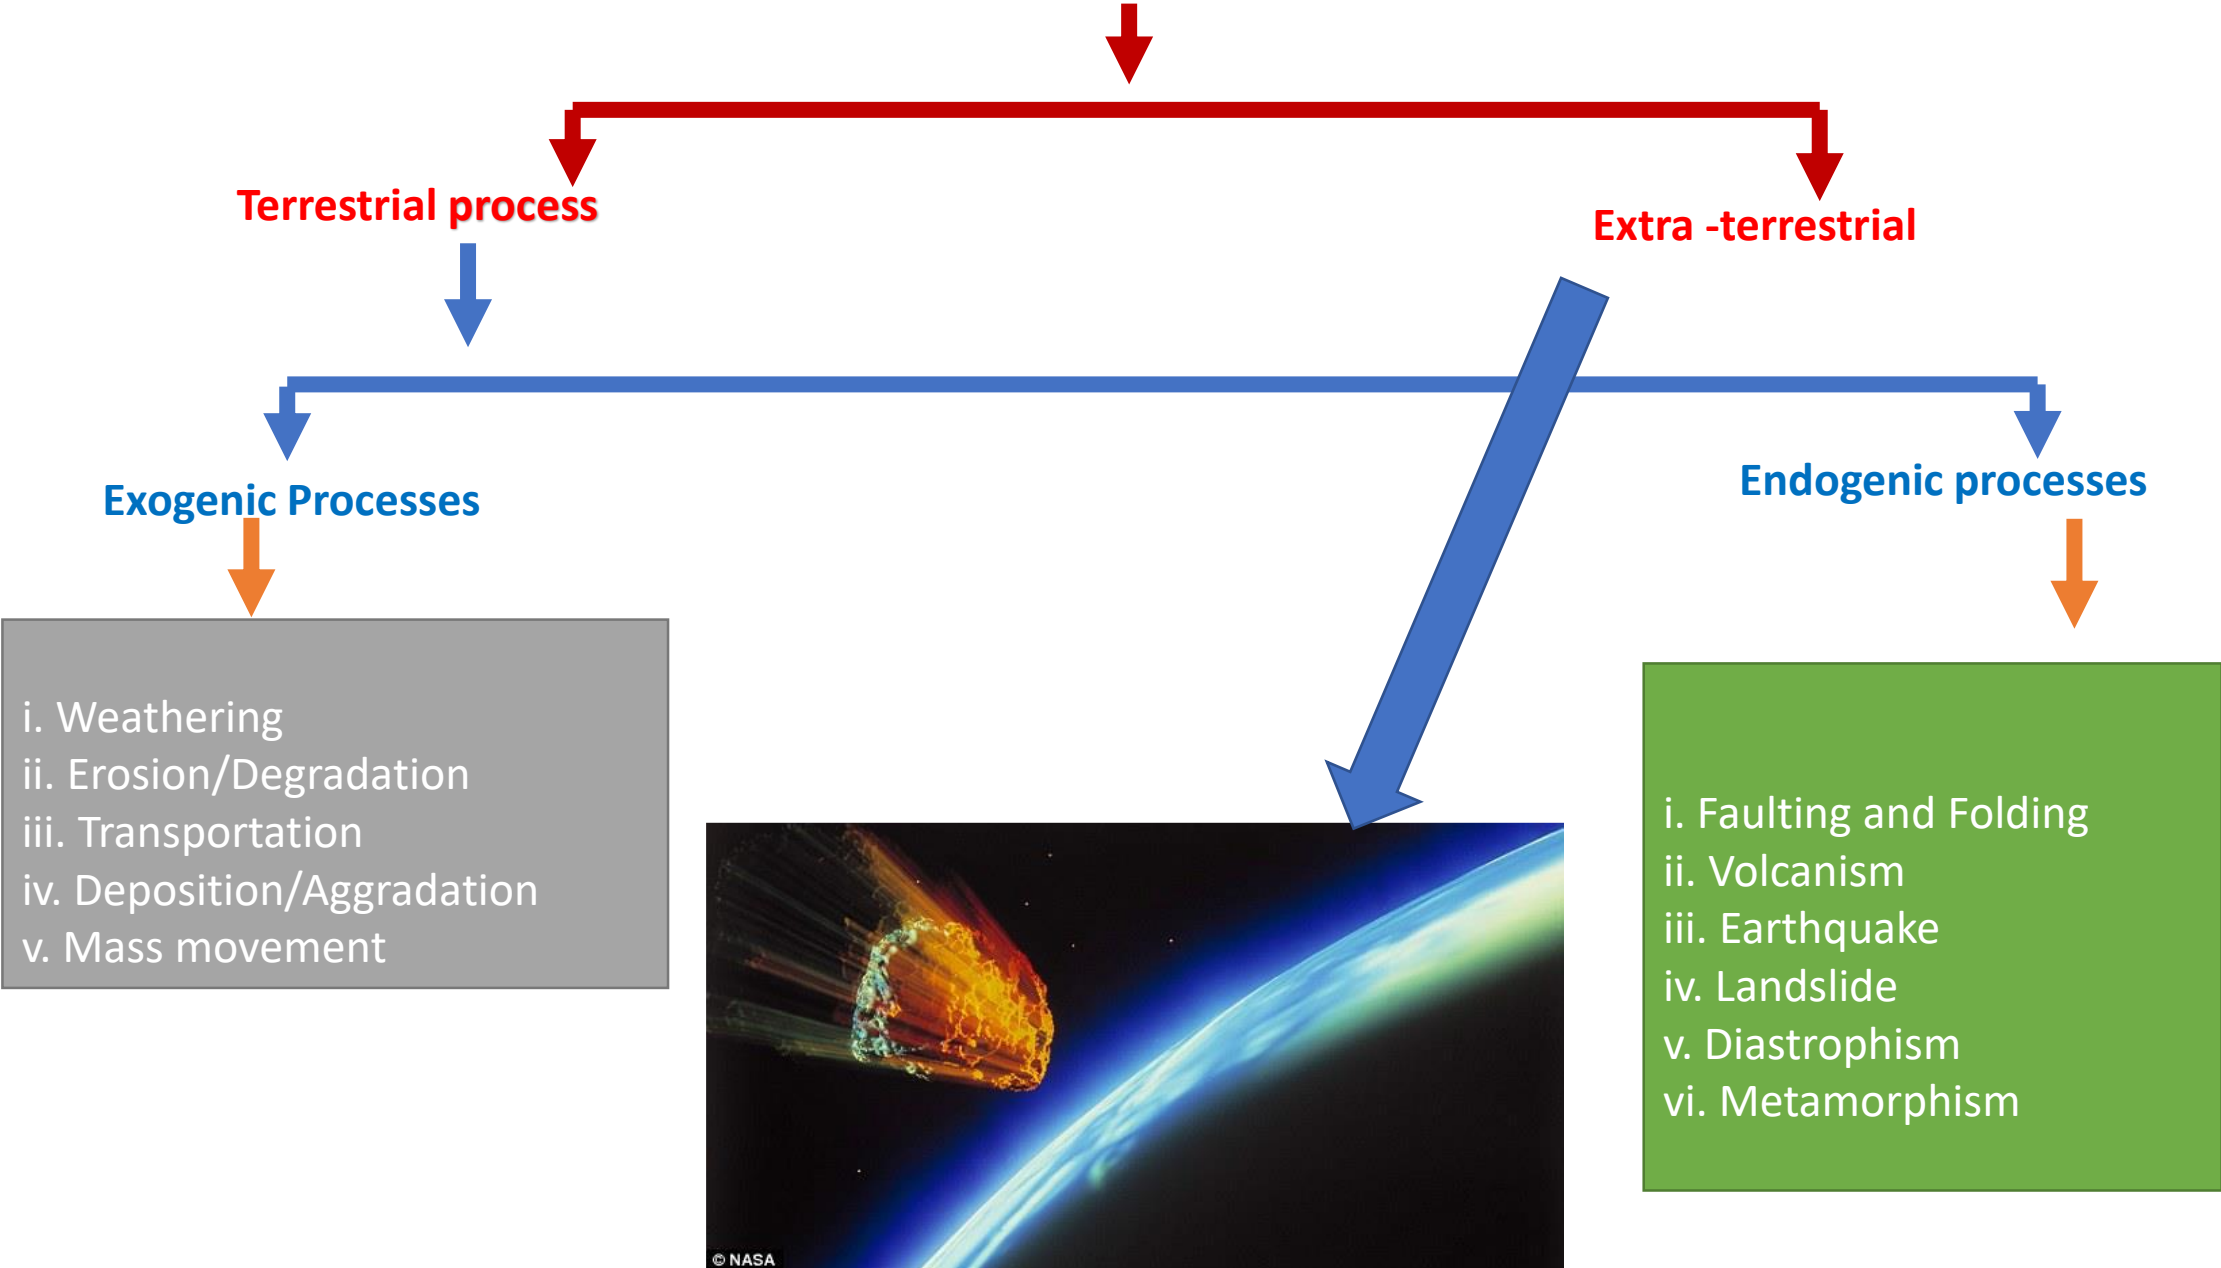 Terrestrial process
Extra -terrestrial
Exogenic Processes
Endogenic processes
i. Weathering
ii. Erosion/Degradation
iii. Transportation
iv. Deposition/Aggradation
v. Mass movement
i. Faulting and Folding
ii. Volcanism
iii. Earthquake
iv. Landslide
v. Diastrophism
vi. Metamorphism
© NASA